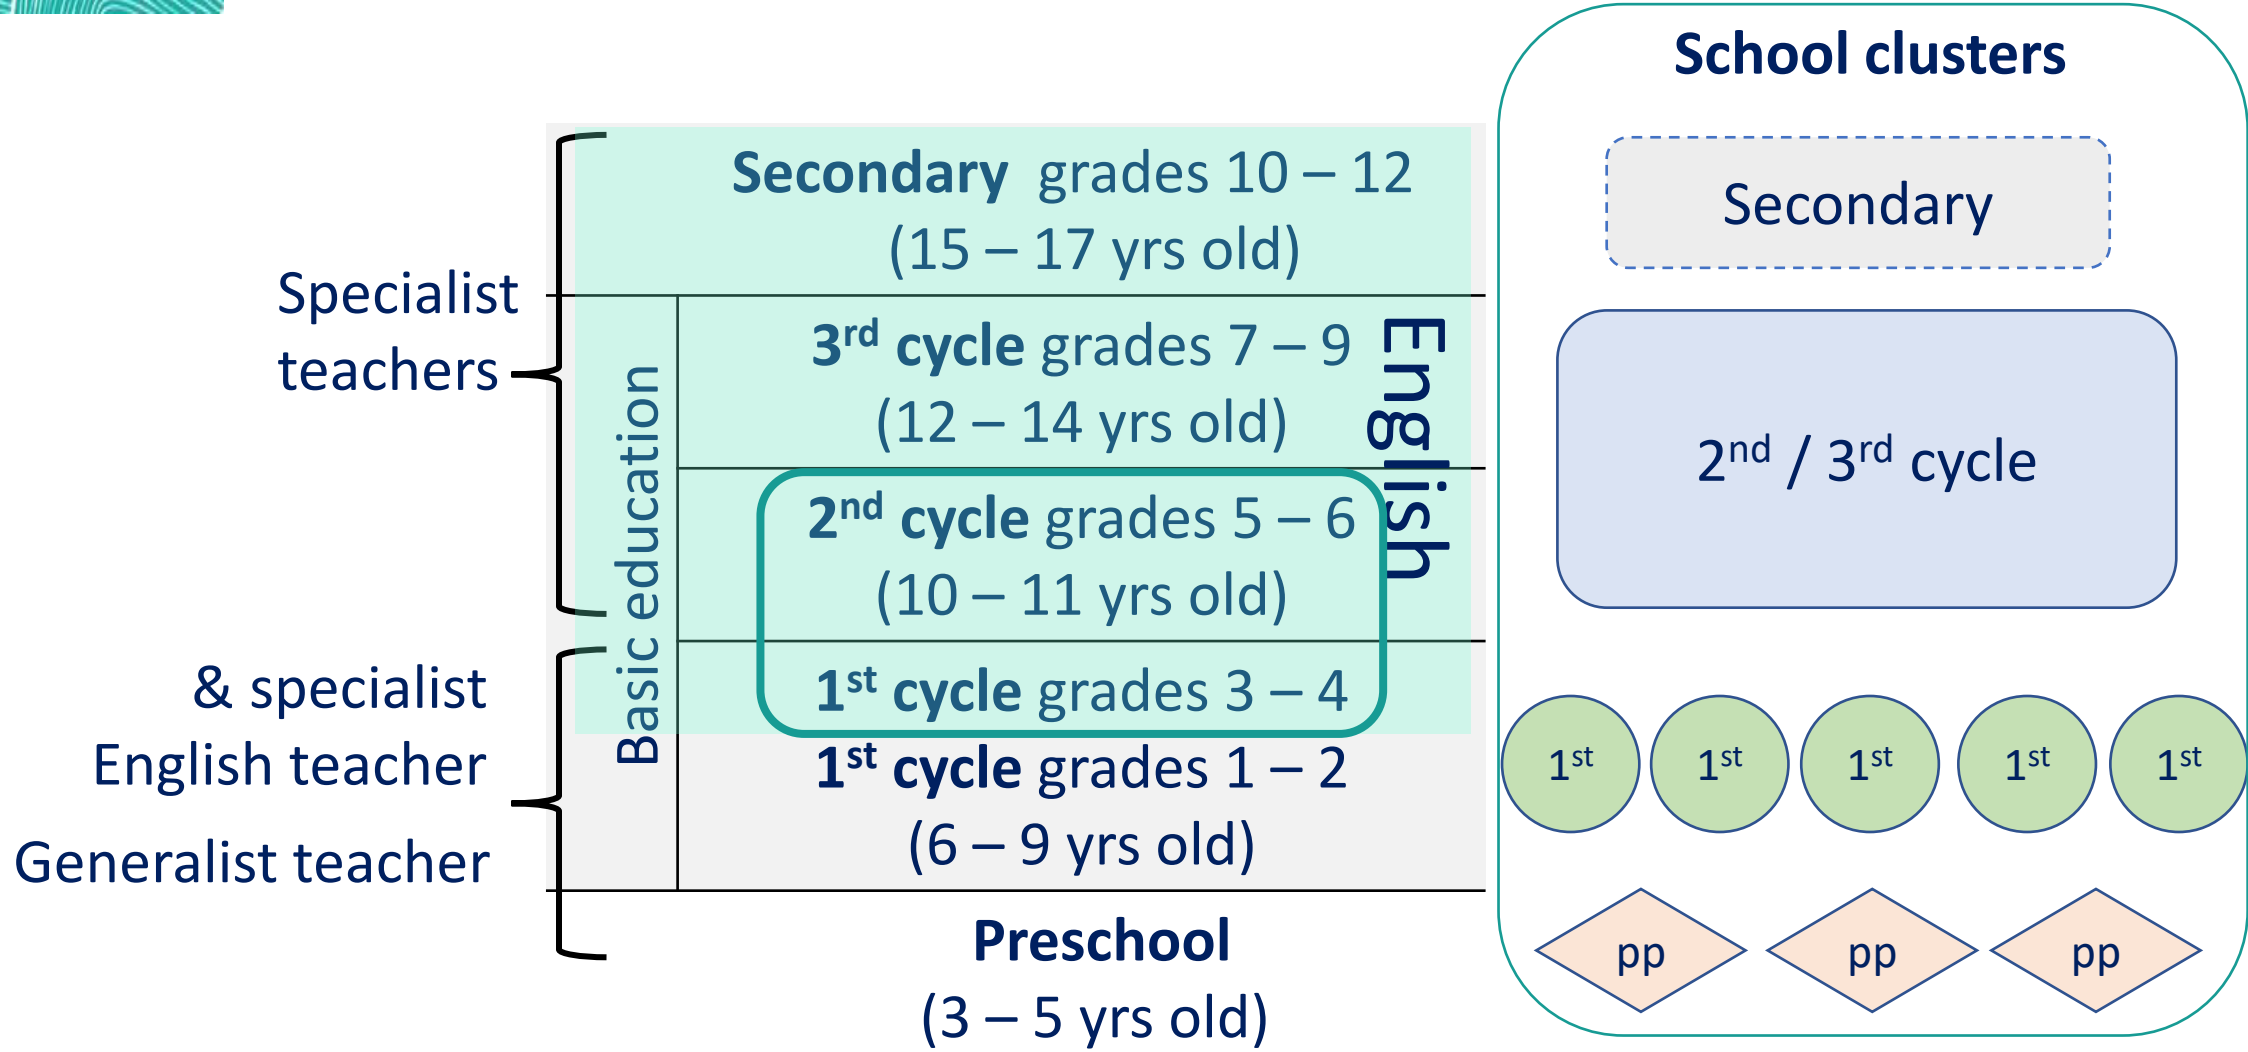 School clusters
Secondary grades 10 – 12
(15 – 17 yrs old)
Specialist
teachers
3rd cycle grades 7 – 9
(12 – 14 yrs old)
English
Basic education
2nd cycle grades 5 – 6
(10 – 11 yrs old)
& specialist
English teacher
Generalist teacher
1st cycle grades 3 – 4
1st cycle grades 1 – 2
(6 – 9 yrs old)
Preschool
(3 – 5 yrs old)
Secondary
2nd / 3rd cycle
1st 1st 1st 1st 1st
pp pp pp